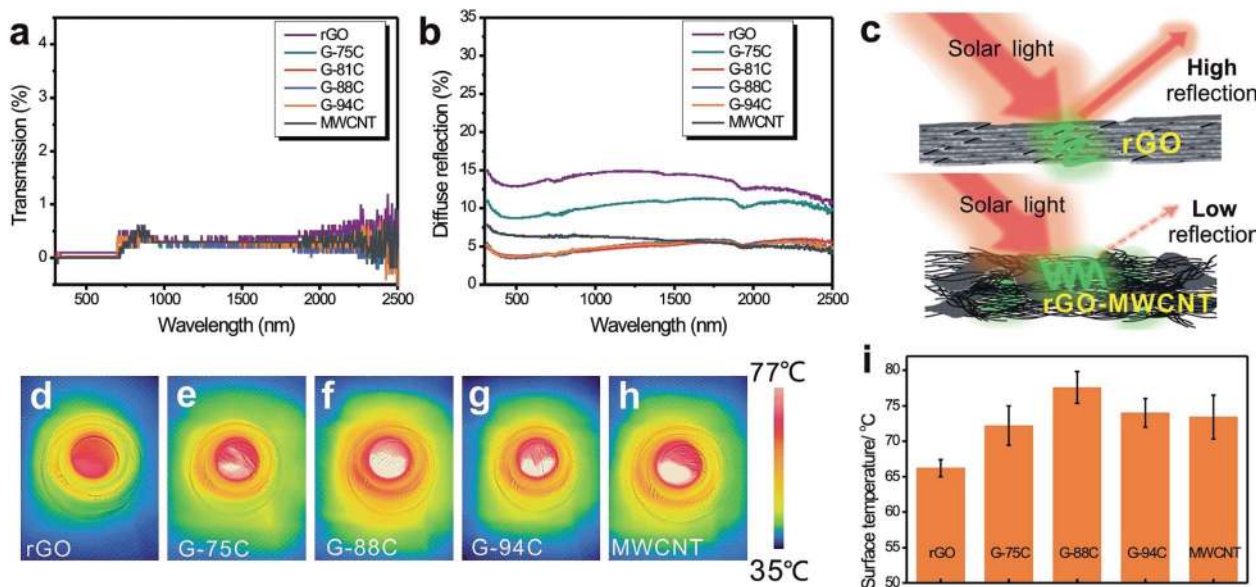 a
Transmission (%)
4
3
2
1
0
500
1000
1500
2000
2500
Wavelength (nm)
rGO
G-75C
G-81C
G-88C
G-94C
MWCNT
b
Diffuse reflection (%)
35
30
25
20
15
10
5
0
500
1000
1500
2000
2500
Wavelength (nm)
rGO
G-75C
G-81C
G-88C
G-94C
MWCNT
c
Solar light
High
reflection
rGO
Solar light
Low
reflection
rGO-MWCNT
d
rGO
e
G-75C
f
G-88C
g
G-94C
h
MWCNT
77℃
35℃
i
Surface temperature/ °C
80
75
70
65
60
55
50
rGO
G-75C
G-88C
G-94C
MWCNT